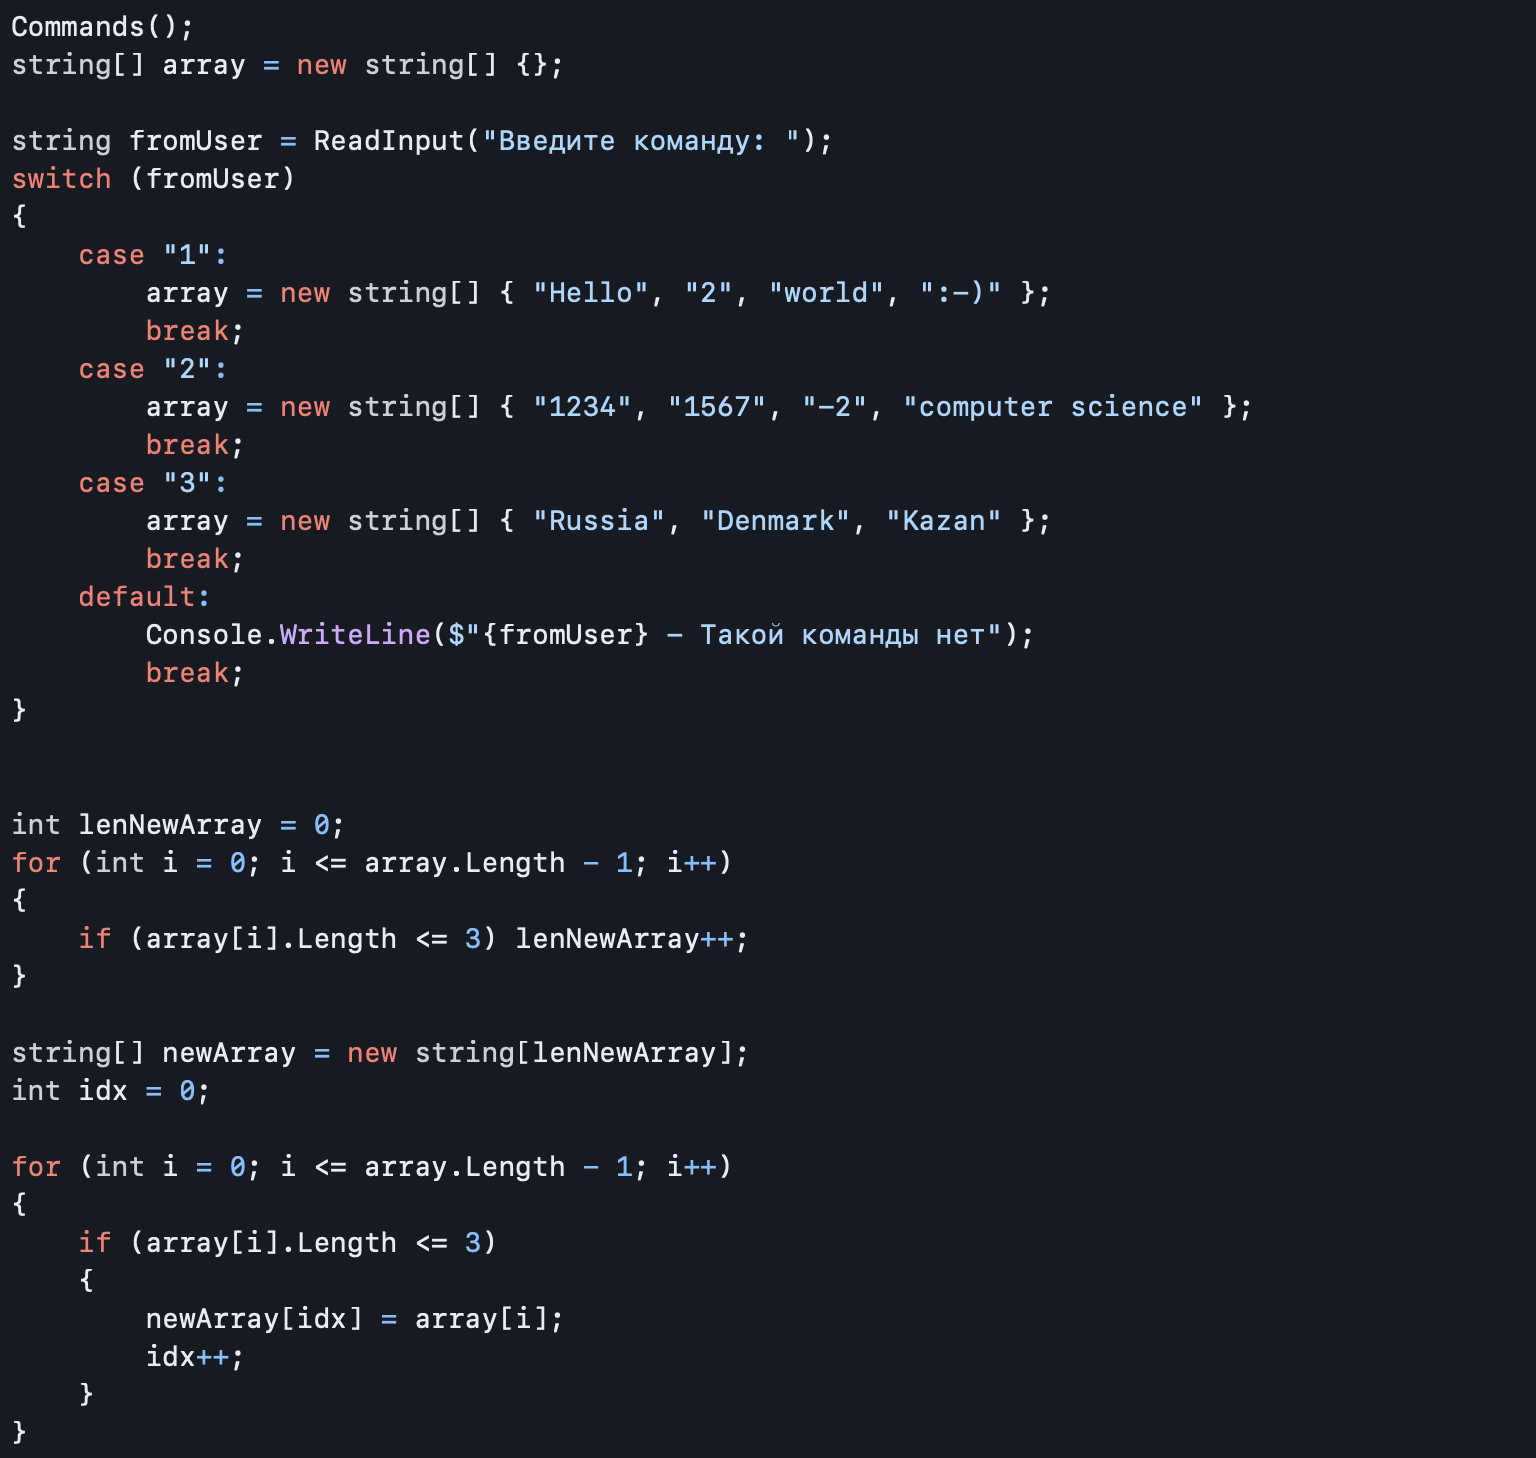 Commands();
string[] array = new string[] {};
string fromUser = ReadInput("Введите команду: ");
switch (fromUser)
{
    case "1":
        array = new string[] { "Hello", "2", "world", ":-)" };
        break;
    case "2":
        array = new string[] { "1234", "1567", "-2", "computer science" };
        break;
    case "3":
        array = new string[] { "Russia", "Denmark", "Kazan" };
        break;
    default:
        Console.WriteLine($"{fromUser} - Такой команды нет");
        break;
}
int lenNewArray = 0;
for (int i = 0; i <= array.Length - 1; i++)
{
    if (array[i].Length <= 3) lenNewArray++;
}
string[] newArray = new string[lenNewArray];
int idx = 0;
for (int i = 0; i <= array.Length - 1; i++)
{
    if (array[i].Length <= 3)
    {
        newArray[idx] = array[i];
        idx++;
    }
}